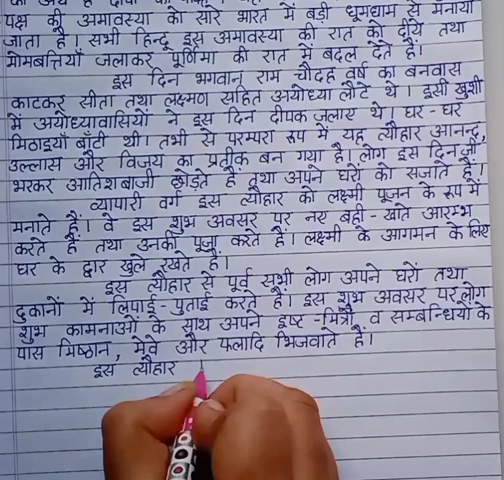 पक्ष की अमावस्या को सारे भारत में बड़ी धूमधाम से मनाया
जाता है। सभी हिन्दू इस अमावस्या की रात को दीये तथा
मोमबत्तियाँ जलाकर पूर्णिमा की रात में बदल देते हैं।
इस दिन भगवान राम चौदह वर्ष का बनवास
काटकर सीता तथा लक्ष्मण सहित अयोध्या लौटे थे। इसी खुशी
में अयोध्यावासियों ने इस दिन दीपक जलाए थे। घर - घर
मिठाइयाँ बाँटी थी। तभी से परम्परा रूप में यह त्यौहार आनन्द,
उल्लास और विजय का प्रतीक बन गया है। लोग इस दिन जी
भरकर आतिशबाजी छोड़ते हैं तथा अपने घरों को सजाते हैं।
व्यापारी वर्ग इस त्यौहार को लक्ष्मी पूजन के रूप में
मनाते हैं। वे इस शुभ अवसर पर नए बही - खाते आरम्भ
करते हैं तथा उनकी पूजा करते हैं। लक्ष्मी के आगमन के लिए
घर के द्वार खुले रखते हैं।
इस त्यौहार से पूर्व सभी लोग अपने घरों तथा
दुकानों में लिपाई - पुताई करते हैं। इस शुभ अवसर पर लोग
शुभ कामनाओं के साथ अपने इष्ट - मित्रों व सम्बन्धियों के
पास मिष्ठान, मेवे और फलादि भिजवाते हैं।
इस त्यौहार